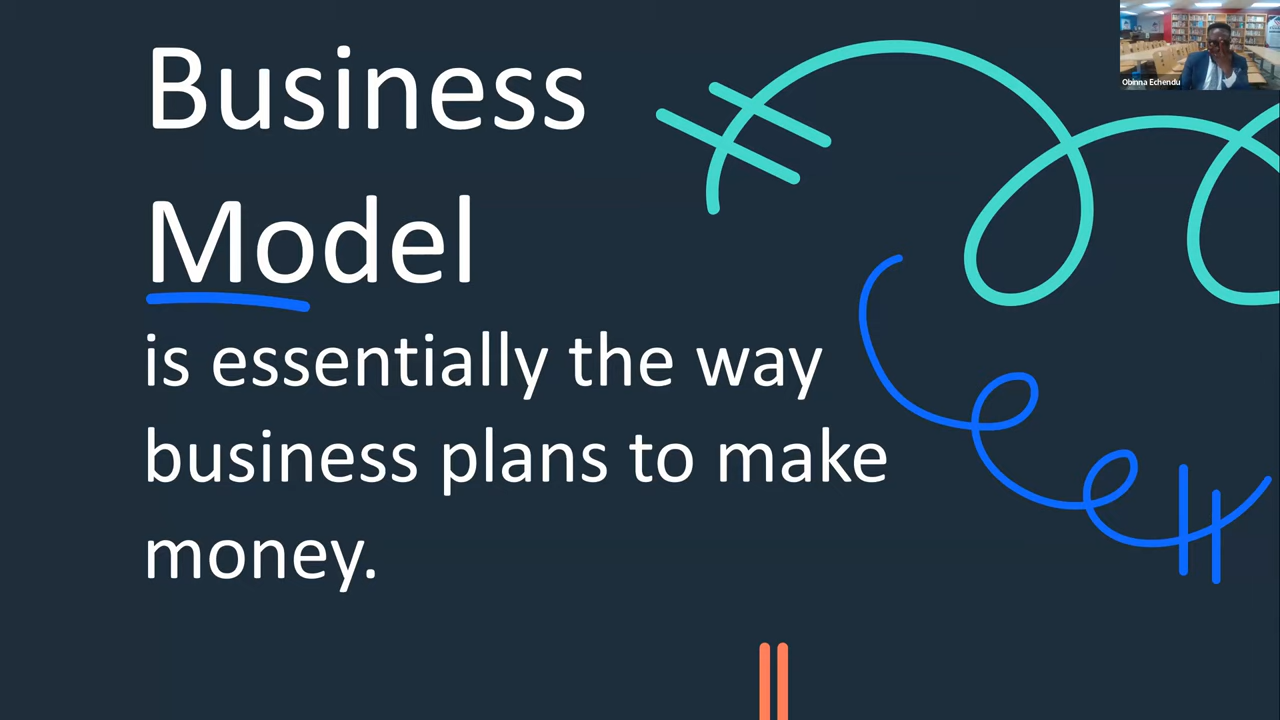 Business
Model
is essentially the way
business plans to make
money.
Obinna Echendu